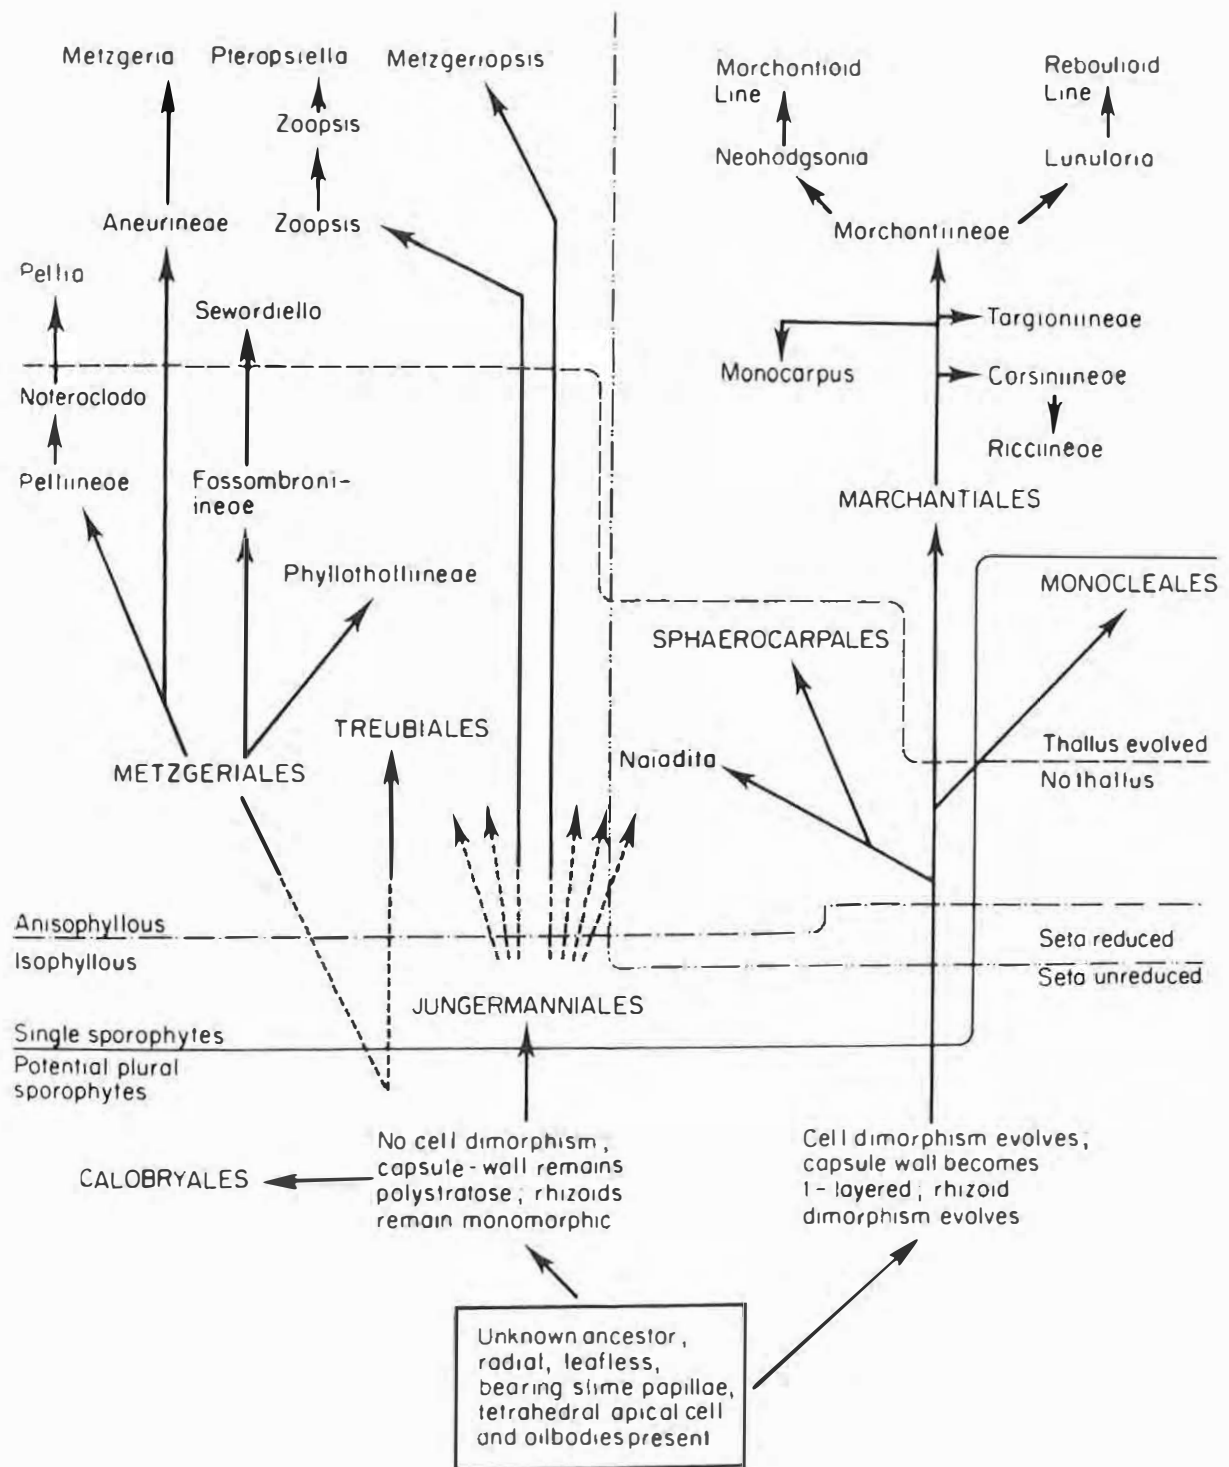 Metzgeria
Pteropsiella
Metzgeriopsis
Morchontioid
Line
Reboulioid
Line
Zoopsis
Neohodgsonia
Lunuloria
Aneurineae
Zoopsis
Morchontiineoe
Pellia
Sewordiello
Targioniineae
Monocarpus
Corsiniineoe
Noteroclodo
Ricciineoe
Pelliineoe
Fossombroni-
ineoe
MARCHANTIALES
Phyllothalliineae
MONOCLEALES
SPHAEROCARPALES
TREUBIALES
Naiadita
Thallus evolved
No thallus
METZGERIALES
Anisophyllous
Isophyllous
Seta reduced
Seta unreduced
JUNGERMANNIALES
Single sporophytes
Potential plural
sporophytes
No cell dimorphism;
capsule-wall remains
polystratose; rhizoids
remain monomorphic
CALOBRYALES
Cell dimorphism evolves;
capsule wall becomes
1-layered; rhizoid
dimorphism evolves
Unknown ancestor,
radial, leafless,
bearing slime papillae,
tetrahedral apical cell
and oilbodies present